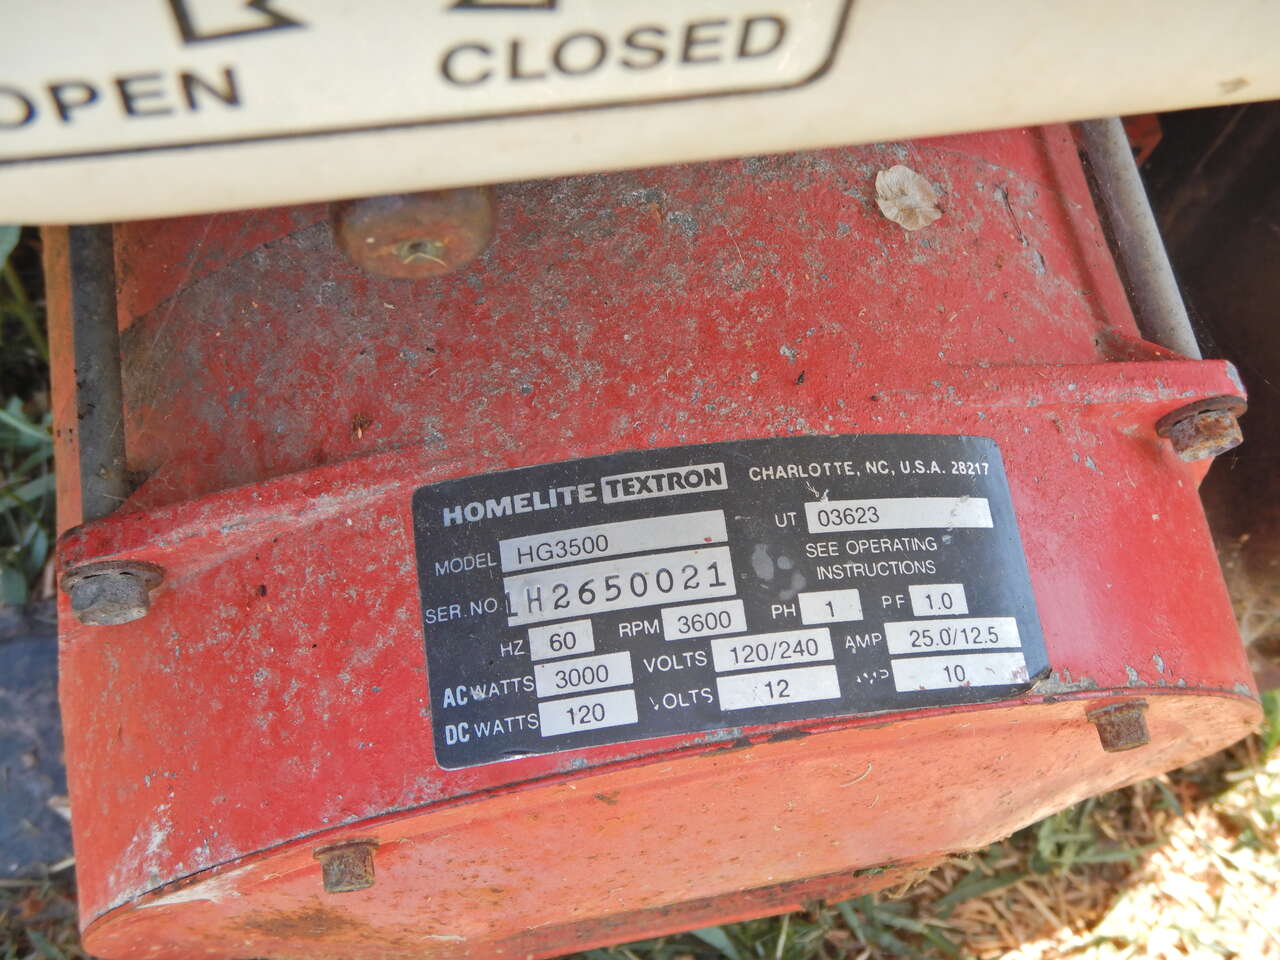 OPEN CLOSED
HOMELITE TEXTRON CHARLOTTE, NC, U.S.A. 28217
MODEL HG3500 UT 03623
SER. NO. H2650021 SEE OPERATING
INSTRUCTIONS
HZ 60 RPM 3600 PH 1 PF 1.0
AC WATTS 3000 VOLTS 120/240 AMP 25.0/12.5
DC WATTS 120 VOLTS 12 10